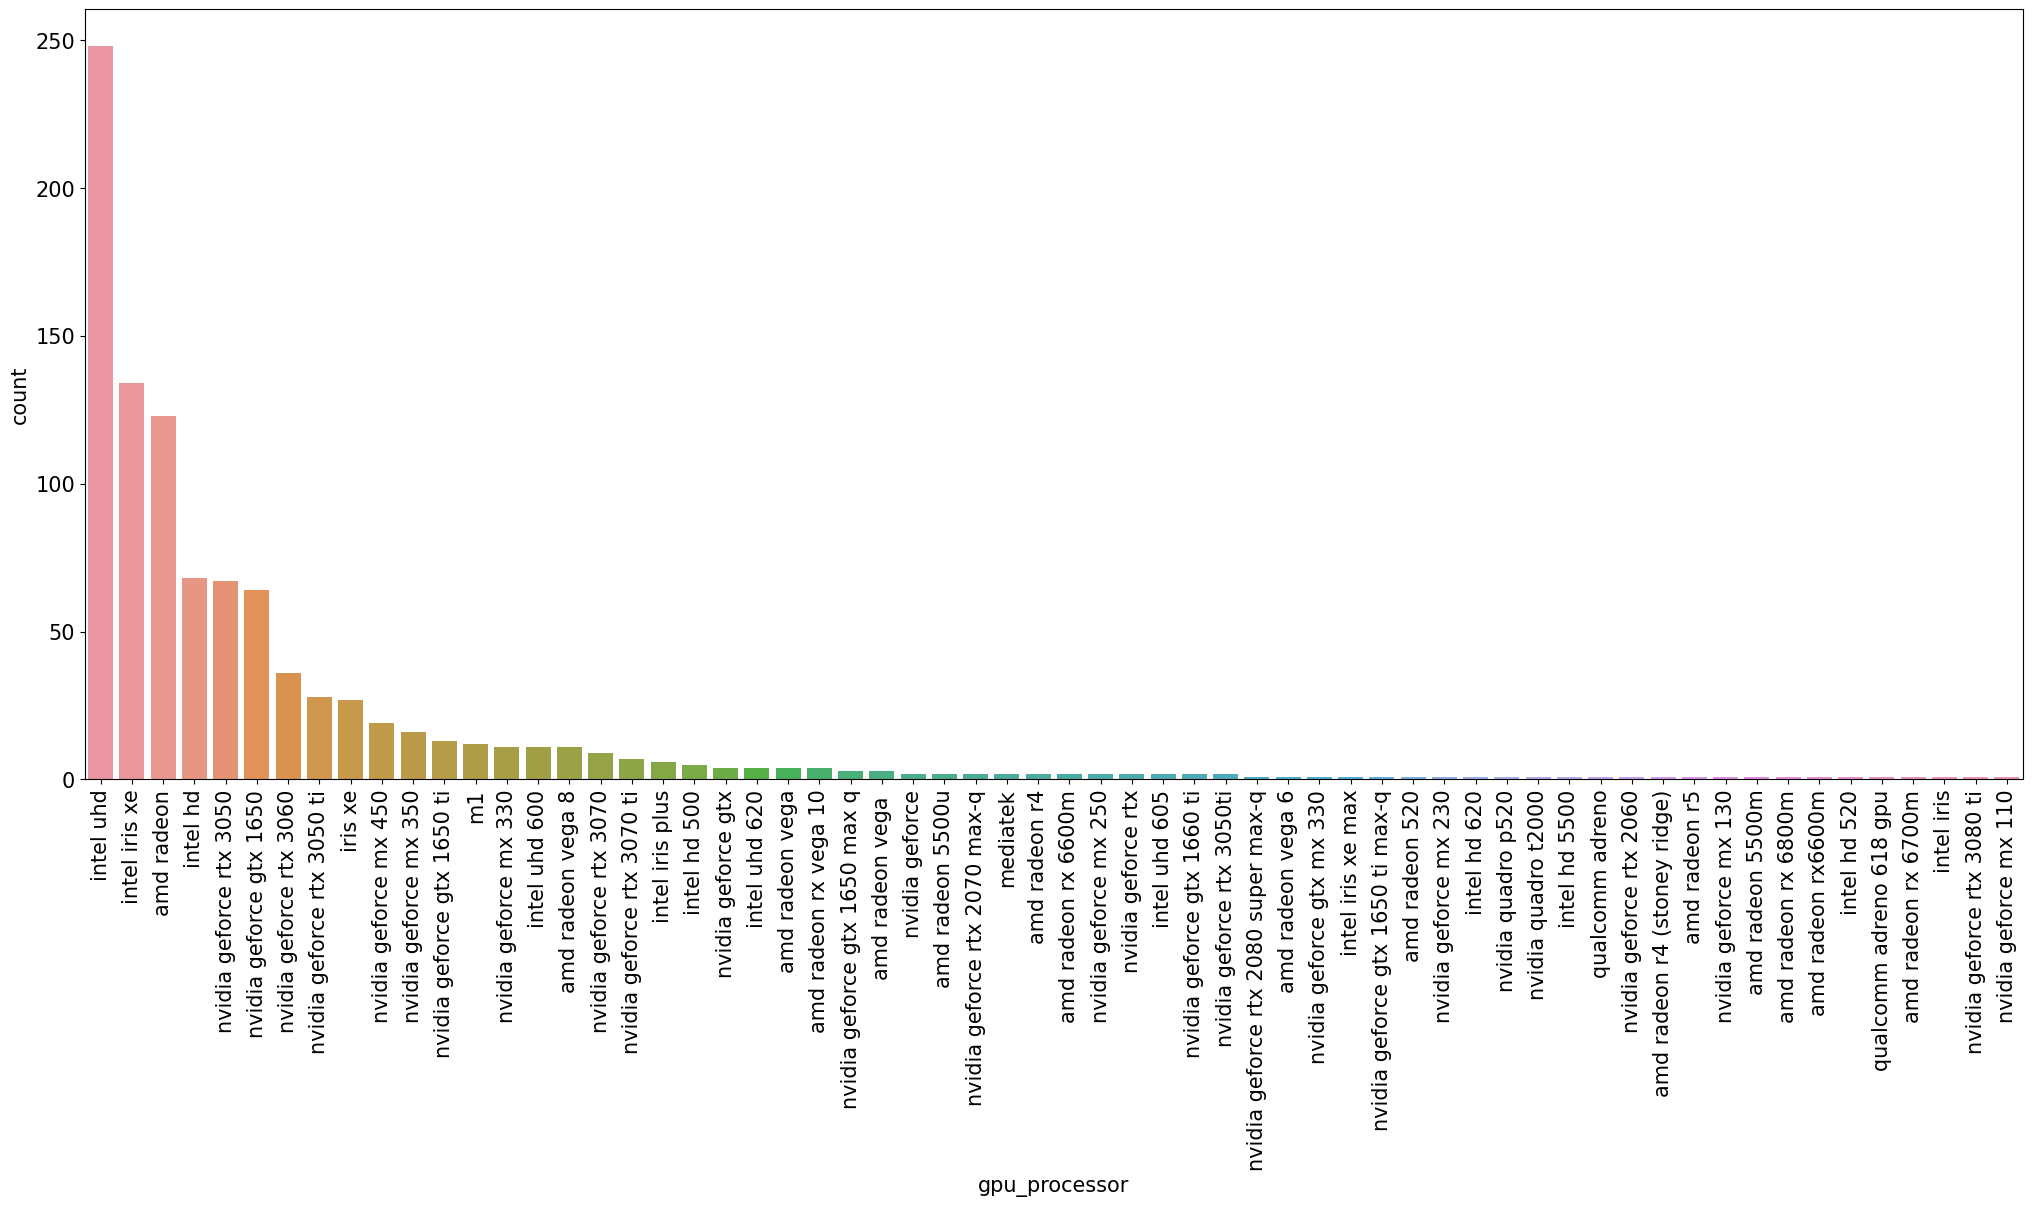 250
200
150
100
50
0
count
intel uhd
intel iris xe
amd radeon
intel hd
nvidia geforce rtx 3050
nvidia geforce gtx 1650
nvidia geforce rtx 3060
nvidia geforce rtx 3050 ti
iris xe
nvidia geforce mx 450
nvidia geforce mx 350
nvidia geforce gtx 1650 ti
m1
nvidia geforce mx 330
intel uhd 600
amd radeon vega 8
nvidia geforce rtx 3070
nvidia geforce rtx 3070 ti
intel iris plus
intel hd 500
nvidia geforce gtx
intel uhd 620
amd radeon vega
amd radeon rx vega 10
nvidia geforce gtx 1650 max q
amd radeon vega
nvidia geforce
amd radeon 5500u
nvidia geforce rtx 2070 max-q
mediatek
amd radeon r4
amd radeon rx 6600m
nvidia geforce mx 250
nvidia geforce rtx
intel uhd 605
nvidia geforce gtx 1660 ti
nvidia geforce rtx 3050ti
nvidia geforce rtx 2080 super max-q
amd radeon vega 6
nvidia geforce gtx mx 330
intel iris xe max
nvidia geforce gtx 1650 ti max-q
amd radeon 520
nvidia geforce mx 230
intel hd 620
nvidia quadro p520
nvidia quadro t2000
intel hd 5500
qualcomm adreno
nvidia geforce rtx 2060
amd radeon r4 (stoney ridge)
amd radeon r5
nvidia geforce mx 130
amd radeon 5500m
amd radeon rx 6800m
amd radeon rx6600m
intel hd 520
qualcomm adreno 618 gpu
amd radeon rx 6700m
intel iris
nvidia geforce rtx 3080 ti
nvidia geforce mx 110
gpu_processor